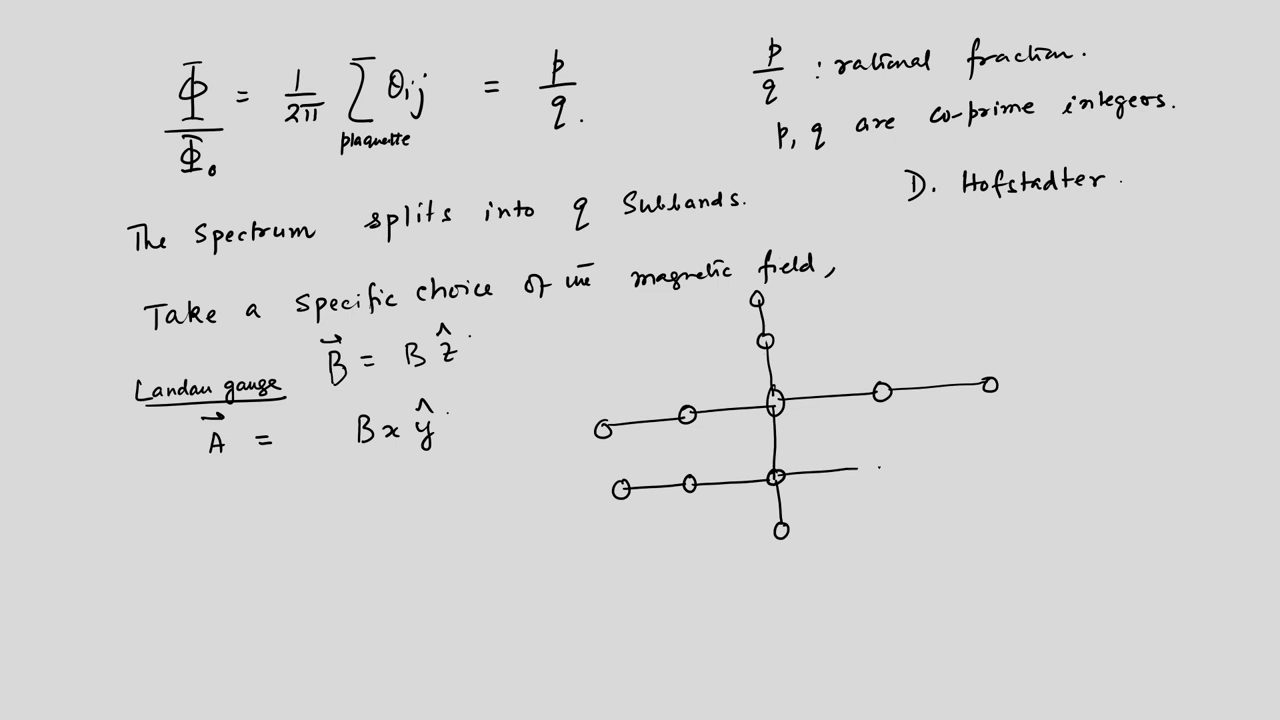 Φ/Φ₀ = 1/2π Σ θij = p/q.
plaquette
p/q : rational fraction.
p, q are co-prime integers.
D. Hofstadter.
The Spectrum splits into q Subbands.
Take a specific choice of the magnetic field,
B⃗ = B ẑ.
Landau gauge
A⃗ = B x ŷ.